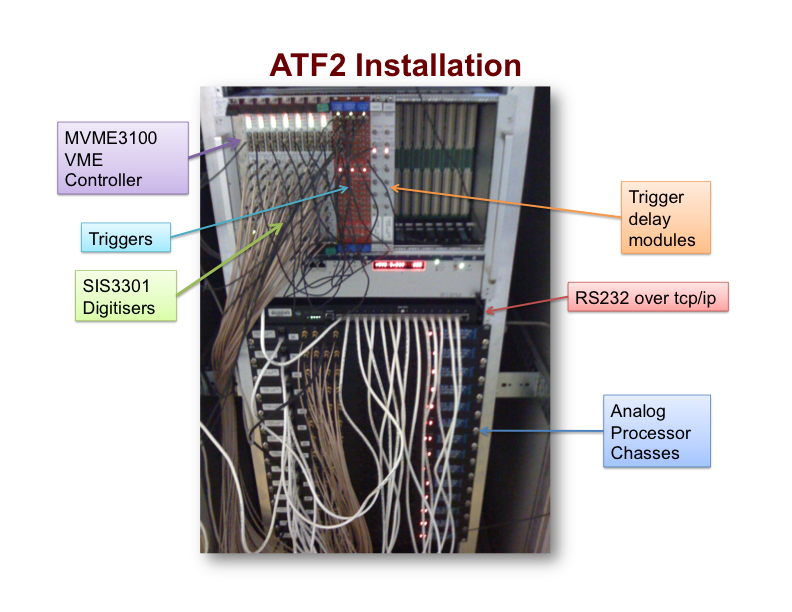 ATF2 Installation
MVME3100
VME
Controller
Triggers
SIS3301
Digitisers
Trigger
delay
modules
RS232 over tcp/ip
Analog
Processor
Chasses